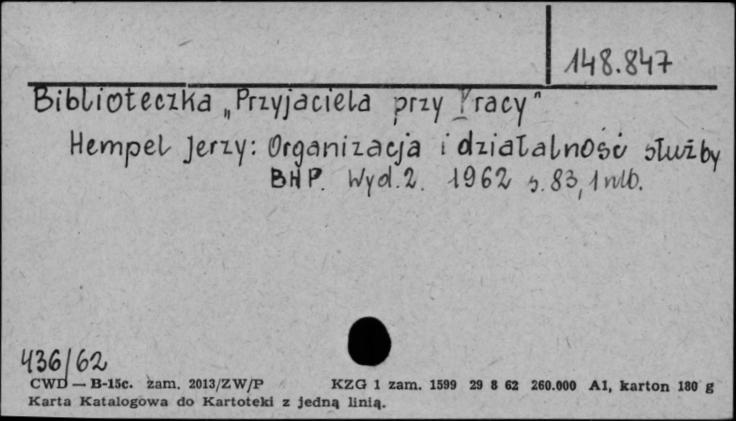 148.847
Biblioteczka „Przyjaciela przy Pracy"
Hempel Jerzy: Organizacja i działalność służby
BHP. Wyd. 2. 1962 s. 83, 1 nlb.
436/62
CWD — B-15c. zam. 2013/ZW/P KZG 1 zam. 1599 29 8 62 260.000 A1, karton 180 g
Karta Katalogowa do Kartoteki z jedną linią.